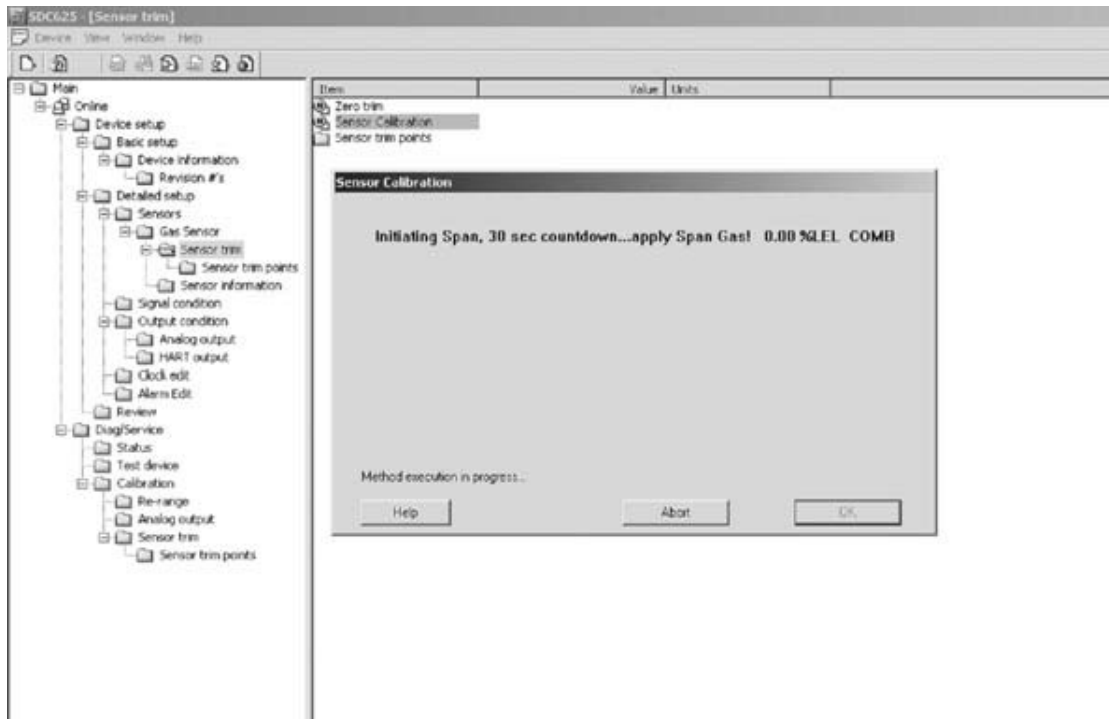 SDC625 - [Sensor trim]
Device View Window Help
Main
Online
Device setup
Basic setup
Device information
Revision #'s
Detailed setup
Sensors
Gas Sensor
Sensor trim
Sensor trim points
Sensor information
Signal condition
Output condition
Analog output
HART output
Clock edit
Alarm Edit
Review
Diag/Service
Status
Test device
Calibration
Re-range
Analog output
Sensor trim
Sensor trim points
Item Value Units
Zero trim
Sensor Calibration
Sensor trim points
Sensor Calibration
Initiating Span, 30 sec countdown...apply Span Gas! 0.00 %LEL COMB
Method execution in progress...
Help Abort OK